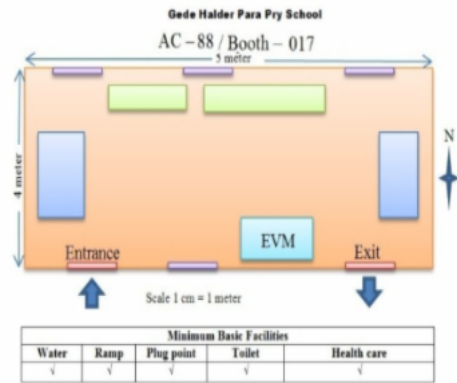 Gede Halder Para Pry School
AC – 88 / Booth – 017
5 meter
4 meter
N
EVM
Entrance
Exit
Scale 1 cm = 1 meter
Minimum Basic Facilities
Water Ramp Plug point Toilet Health care
√ √ √ √ √